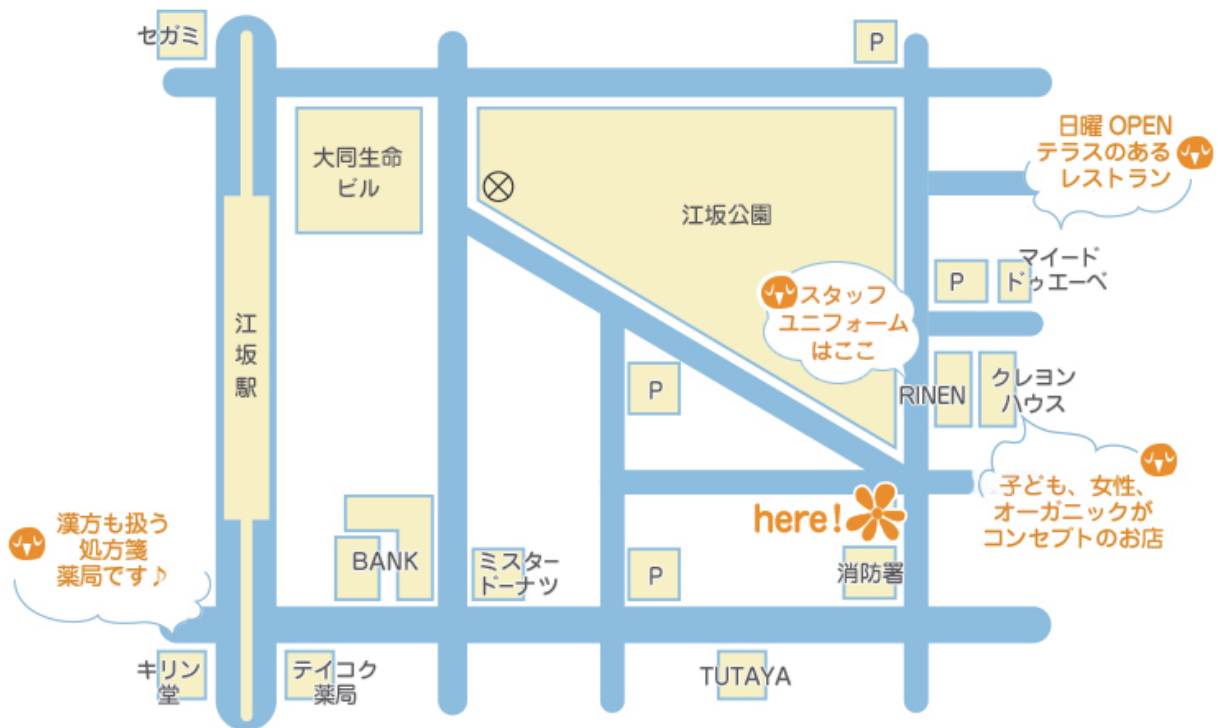 セガミ
P
大同生命
ビル
江坂公園
日曜 OPEN
テラスのある
レストラン
マイード
ドゥエーベ
P
スタッフ
ユニフォーム
はここ
江坂駅
P
RINEN
クレヨン
ハウス
子ども、女性、
オーガニックが
コンセプトのお店
here!
漢方も扱う
処方箋
薬局です♪
BANK
ミスター
ドーナツ
P
消防署
キリン
堂
テイコク
薬局
TUTAYA